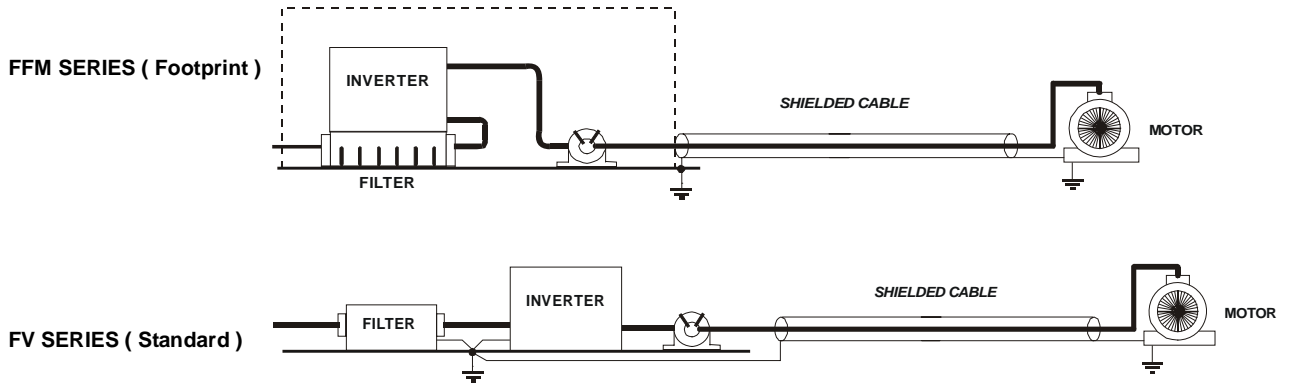 FFM SERIES ( Footprint )
INVERTER
FILTER
SHIELDED CABLE
MOTOR
FV SERIES ( Standard )
FILTER
INVERTER
SHIELDED CABLE
MOTOR